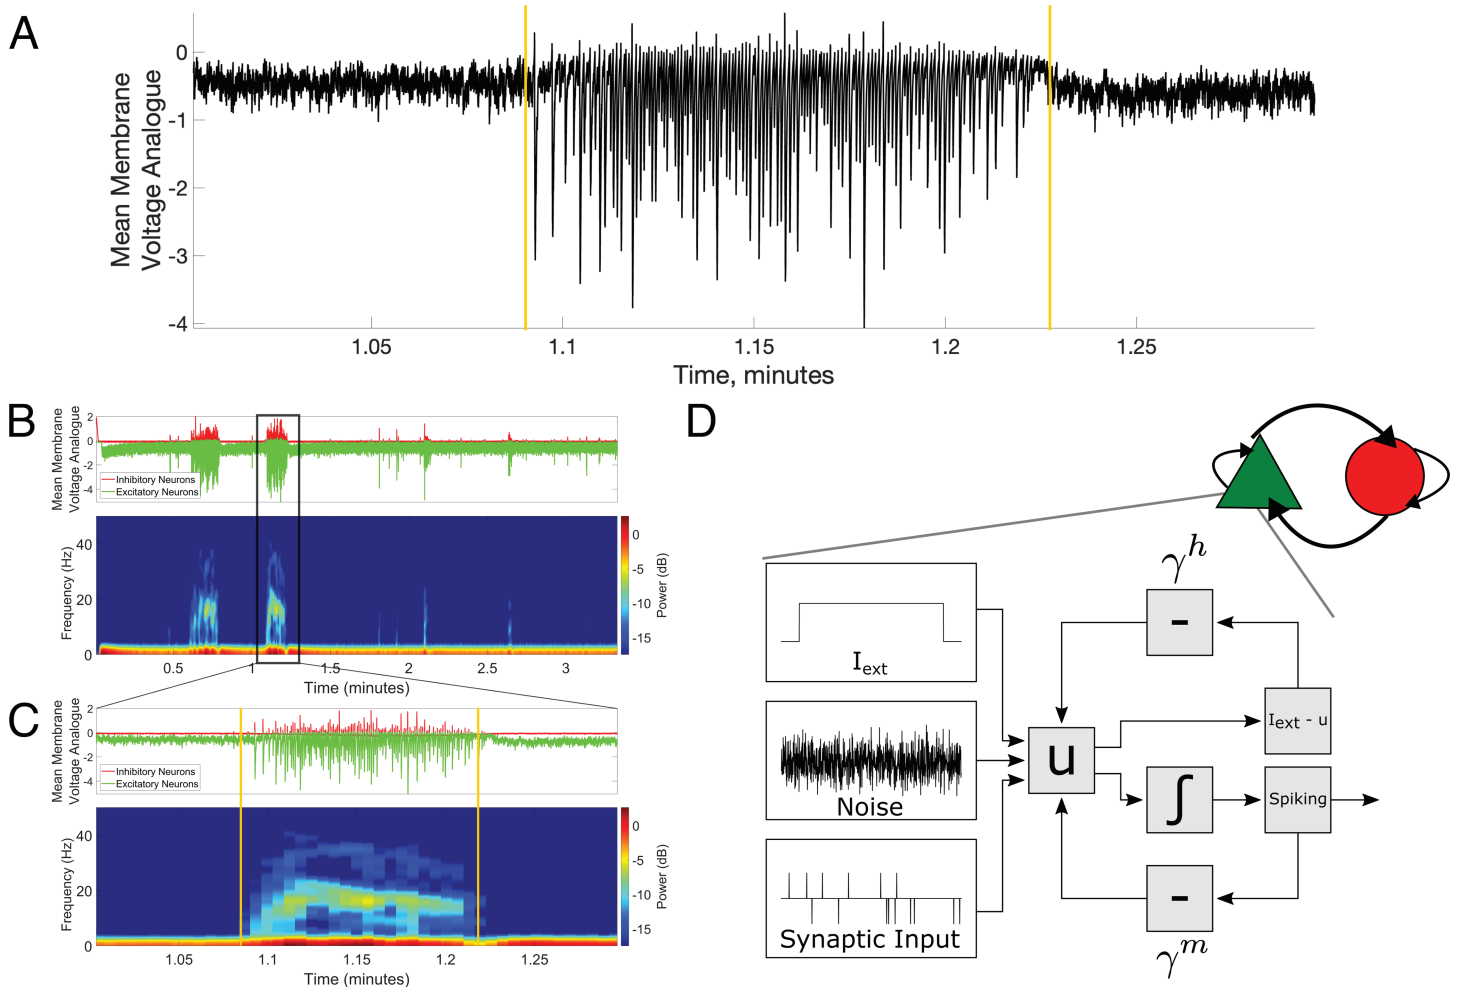 A
Mean Membrane
Voltage Analogue
0
-1
-2
-3
-4
1.05
1.1
1.15
1.2
1.25
Time, minutes
B
Mean Membrane
Voltage Analogue
2
0
-2
-4
Inhibitory Neurons
Excitatory Neurons
Frequency (Hz)
40
20
0
0.5
1
1.5
2
2.5
3
Time (minutes)
0
-5
-10
-15
Power (dB)
C
Mean Membrane
Voltage Analogue
2
0
-2
-4
Inhibitory Neurons
Excitatory Neurons
Frequency (Hz)
40
20
0
1.05
1.1
1.15
1.2
1.25
Time (minutes)
0
-5
-10
-15
Power (dB)
D
γ^h
-
I_ext
I_ext - u
u
Noise
∫
Spiking
-
Synaptic Input
γ^m